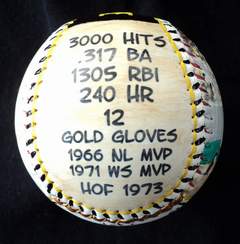 3000 HITS
.317 BA
1305 RBI
240 HR
12
GOLD GLOVES
1966 NL MVP
1971 WS MVP
HOF 1973